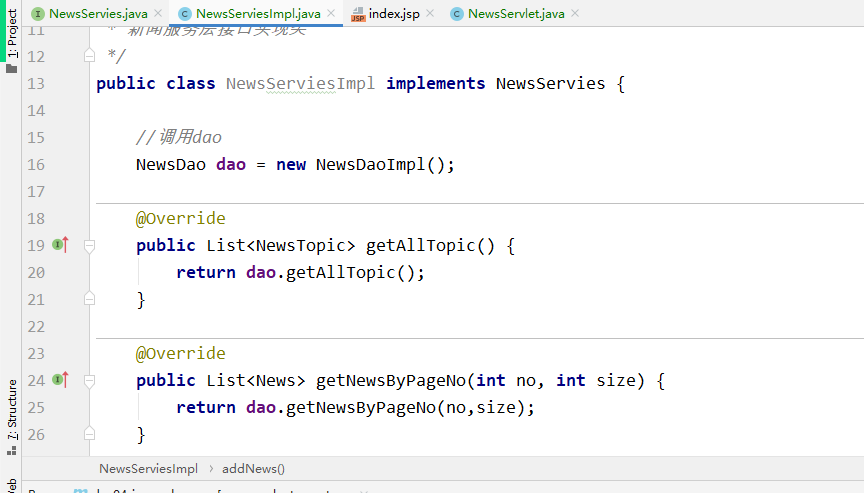 1: Project
NewsServies.java
NewsServiesImpl.java
index.jsp
NewsServlet.java
11 * 新闻服务层接口实现类
12 */
13 public class NewsServiesImpl implements NewsServies {
14
15 //调用dao
16 NewsDao dao = new NewsDaoImpl();
17
18 @Override
19 public List<NewsTopic> getAllTopic() {
20 return dao.getAllTopic();
21 }
22
23 @Override
24 public List<News> getNewsByPageNo(int no, int size) {
25 return dao.getNewsByPageNo(no,size);
26 }
7: Structure
NewsServiesImpl › addNews()